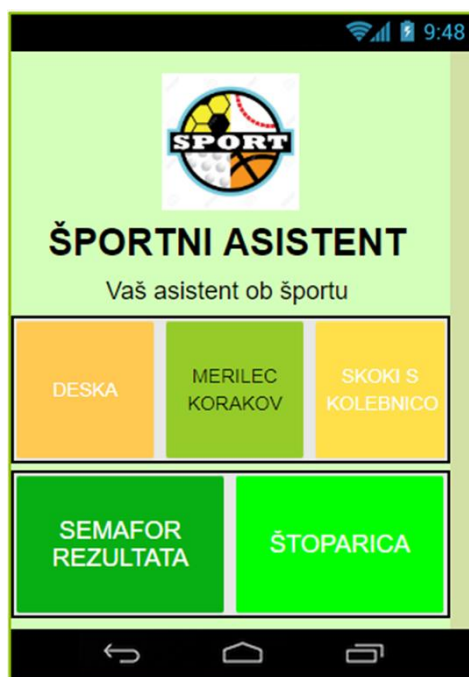 9:48
SPORT
ŠPORTNI ASISTENT
Vaš asistent ob športu
DESKA
MERILEC
KORAKOV
SKOKI S
KOLEBNICO
SEMAFOR
REZULTATA
ŠTOPARICA